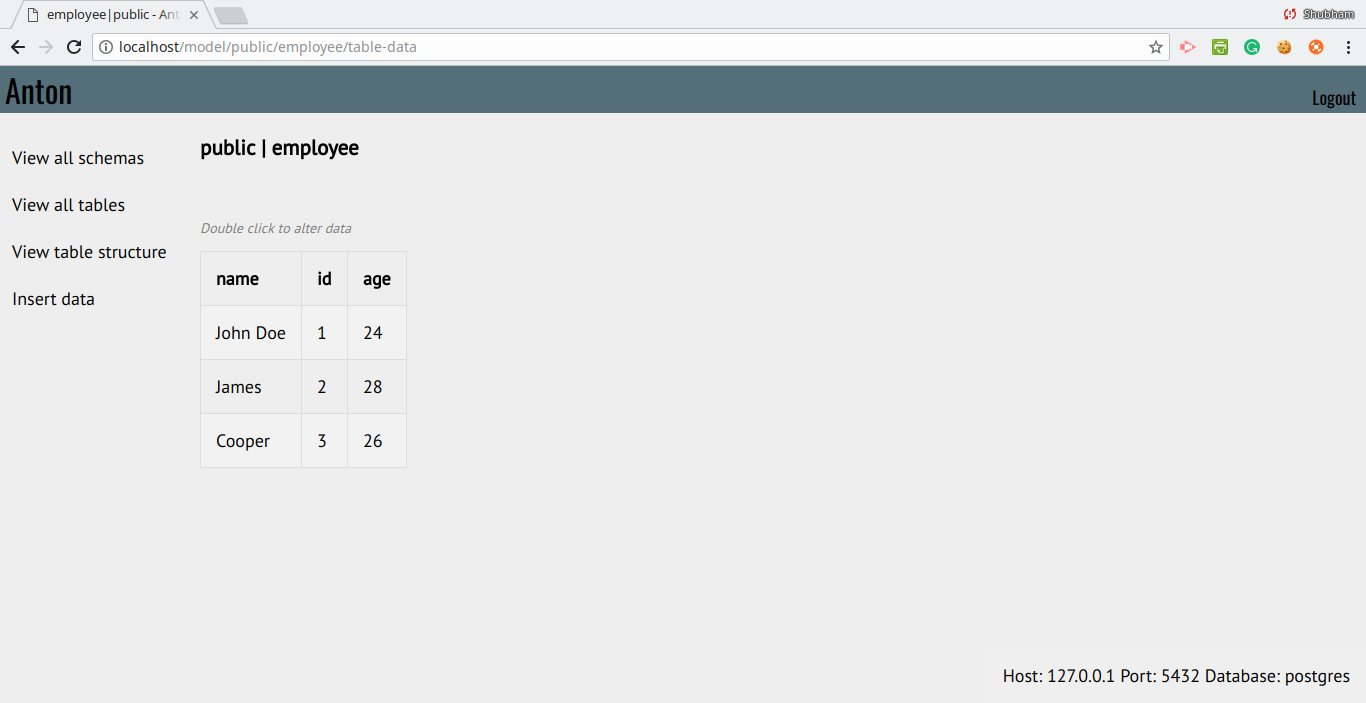 employee|public - Ant
Shubham
localhost/model/public/employee/table-data
Anton
Logout
View all schemas
View all tables
View table structure
Insert data
public | employee
Double click to alter data
name id age
John Doe 1 24
James 2 28
Cooper 3 26
Host: 127.0.0.1 Port: 5432 Database: postgres